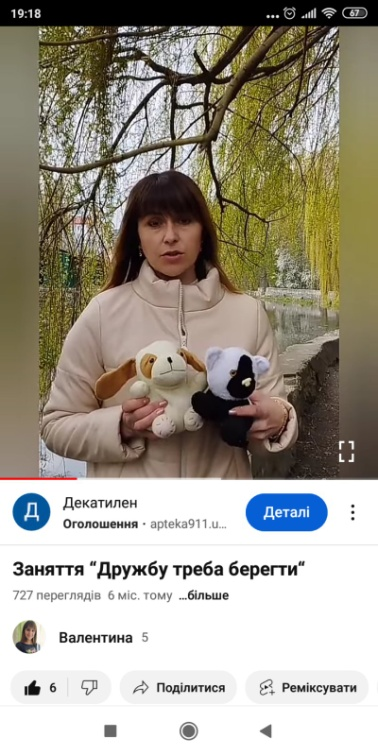 19:18
67
Д
Декатилен
Оголошення · apteka911.u...
Деталі
Заняття “Дружбу треба берегти“
727 переглядів 6 міс. тому ...більше
Валентина 5
6
Поділитися
Реміксувати